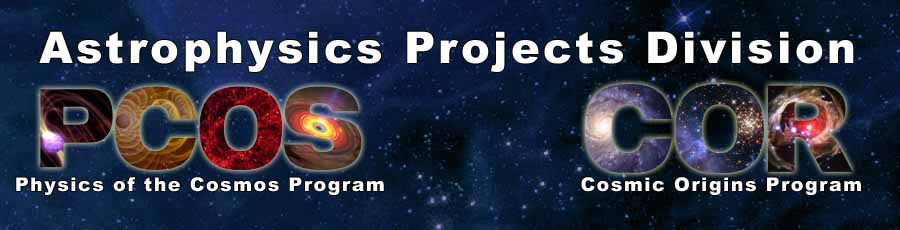 Astrophysics Projects Division
PCOS COR
Physics of the Cosmos Program
Cosmic Origins Program